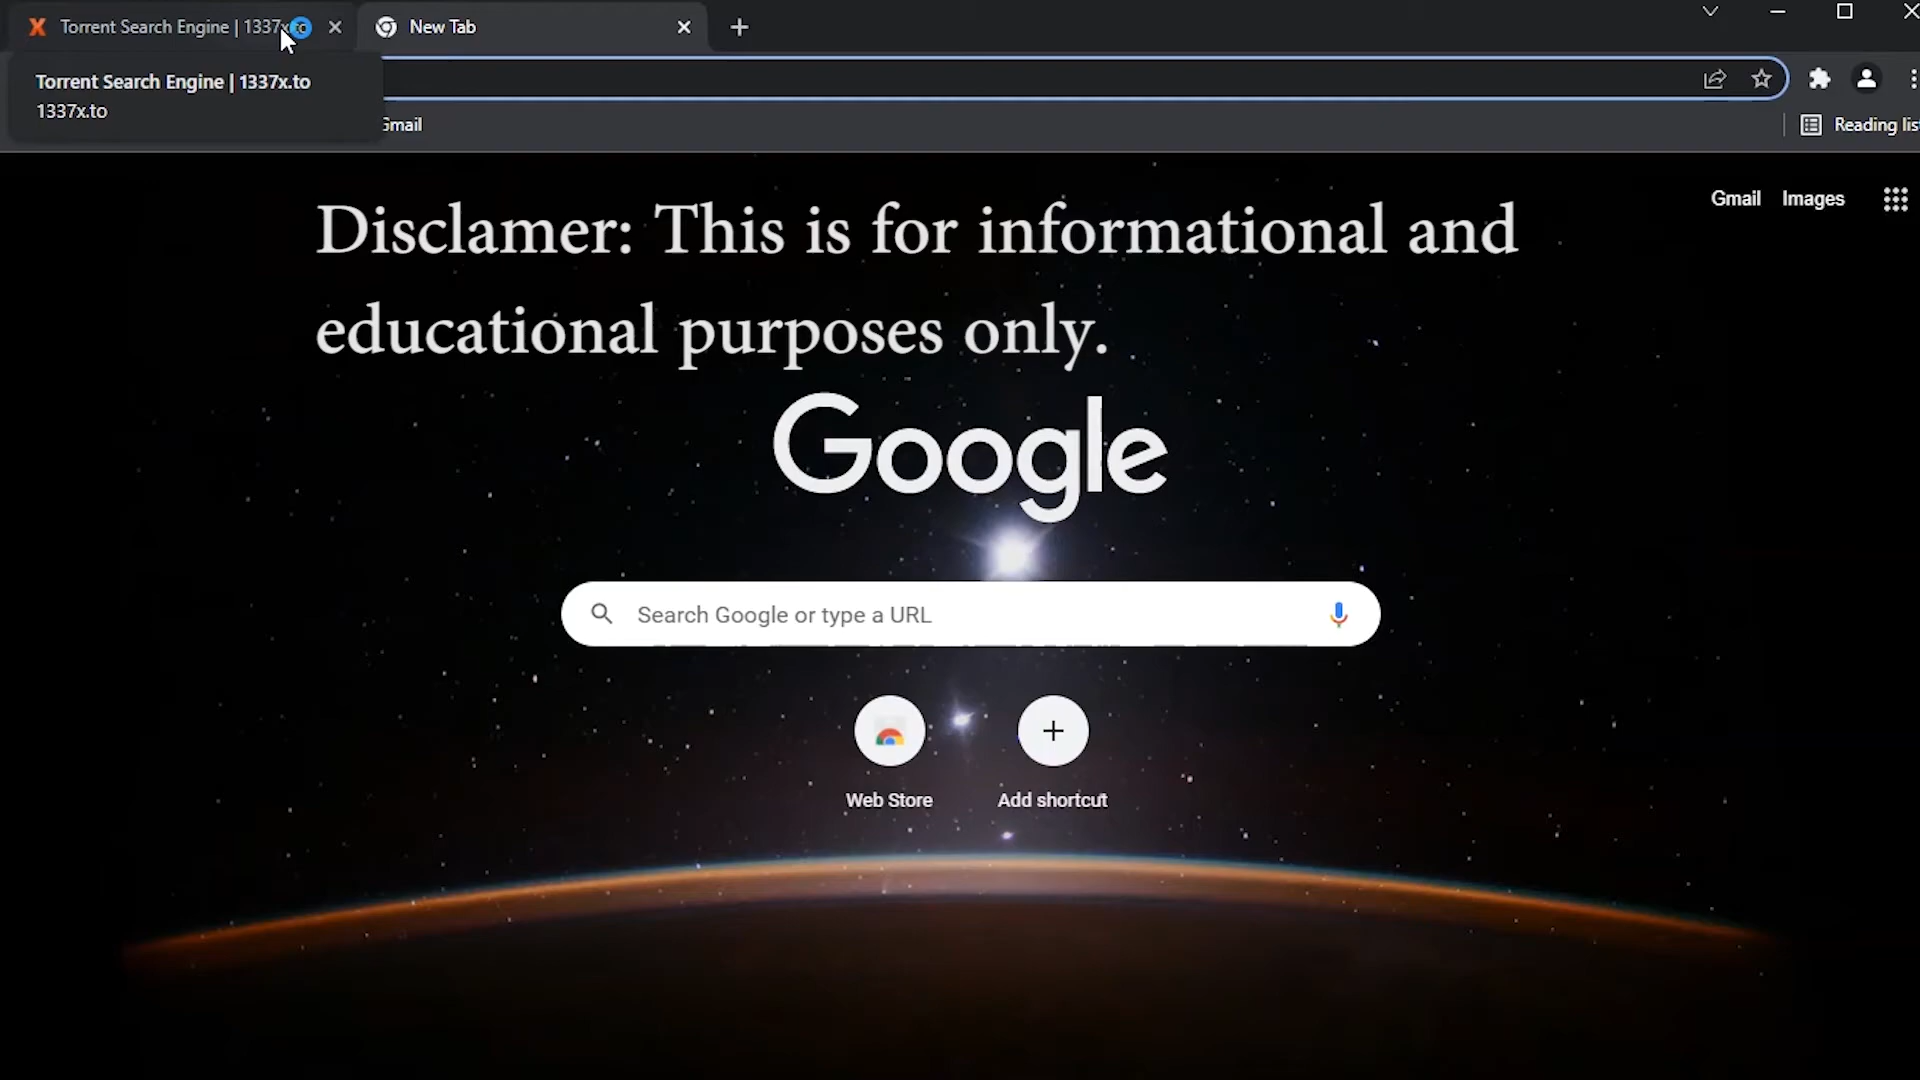 Torrent Search Engine | 1337x.to
New Tab
Torrent Search Engine | 1337x.to
1337x.to
Gmail
Reading list
Gmail Images
Disclamer: This is for informational and
educational purposes only.
Google
Search Google or type a URL
Web Store
Add shortcut